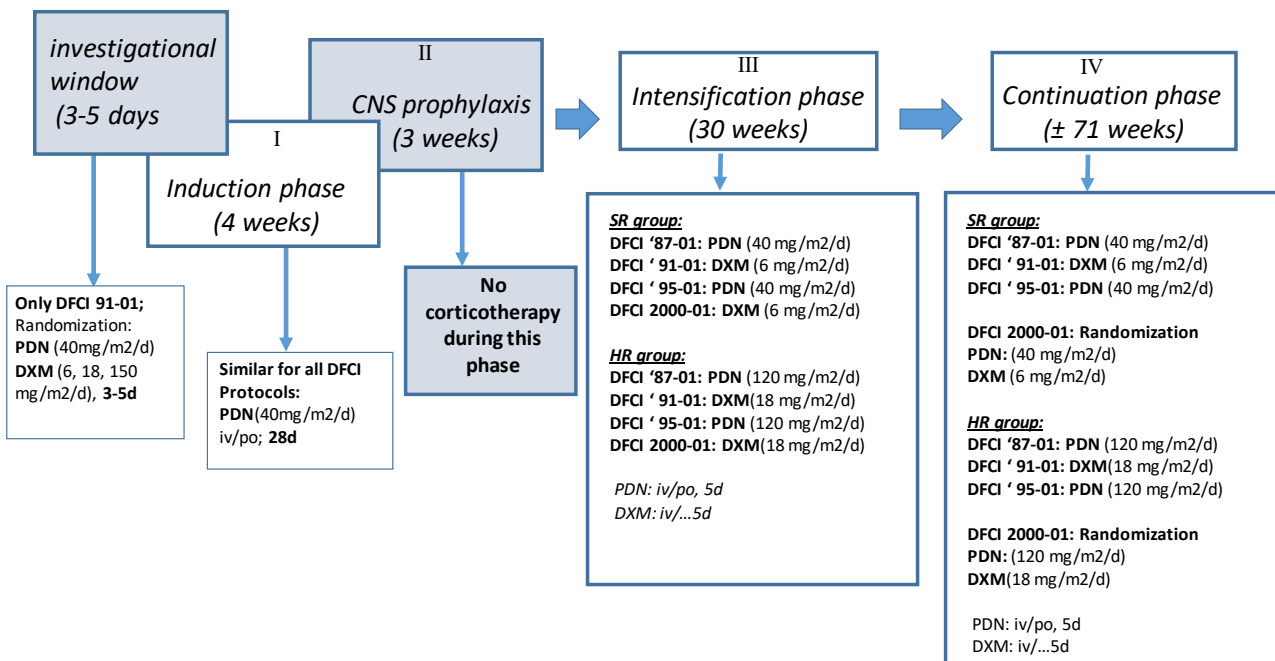 investigational
window
(3-5 days
I
Induction phase
(4 weeks)
II
CNS prophylaxis
(3 weeks)
III
Intensification phase
(30 weeks)
IV
Continuation phase
(± 71 weeks)
Only DFCI 91-01;
Randomization:
PDN (40mg/m2/d)
DXM (6, 18, 150
mg/m2/d), 3-5d
Similar for all DFCI
Protocols:
PDN(40mg/m2/d)
iv/po; 28d
No
corticotherapy
during this
phase
SR group:
DFCI ‘87-01: PDN (40 mg/m2/d)
DFCI ‘ 91-01: DXM (6 mg/m2/d)
DFCI ‘ 95-01: PDN (40 mg/m2/d)
DFCI 2000-01: DXM (6 mg/m2/d)
HR group:
DFCI ‘87-01: PDN (120 mg/m2/d)
DFCI ‘ 91-01: DXM(18 mg/m2/d)
DFCI ‘ 95-01: PDN (120 mg/m2/d)
DFCI 2000-01: DXM(18 mg/m2/d)
PDN: iv/po, 5d
DXM: iv/...5d
SR group:
DFCI ‘87-01: PDN (40 mg/m2/d)
DFCI ‘ 91-01: DXM (6 mg/m2/d)
DFCI ‘ 95-01: PDN (40 mg/m2/d)
DFCI 2000-01: Randomization
PDN: (40 mg/m2/d)
DXM (6 mg/m2/d)
HR group:
DFCI ‘87-01: PDN (120 mg/m2/d)
DFCI ‘ 91-01: DXM(18 mg/m2/d)
DFCI ‘ 95-01: PDN (120 mg/m2/d)
DFCI 2000-01: Randomization
PDN: (120 mg/m2/d)
DXM(18 mg/m2/d)
PDN: iv/po, 5d
DXM: iv/...5d